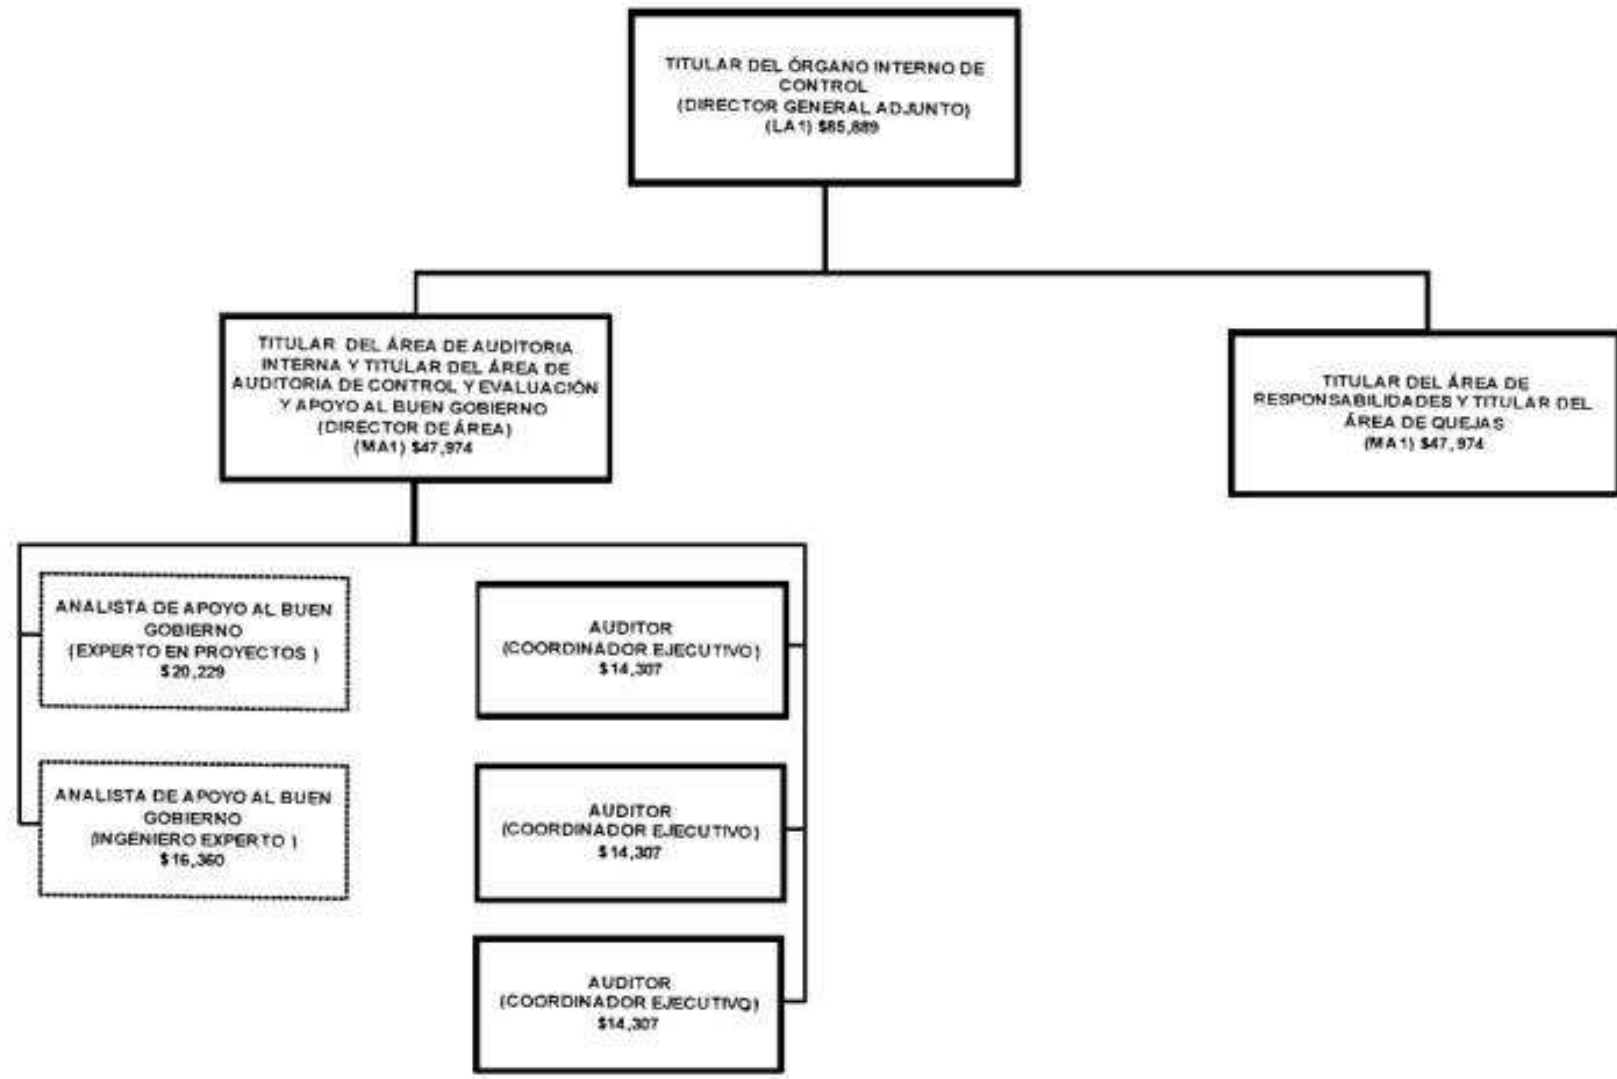 TITULAR DEL ÓRGANO INTERNO DE
CONTROL
(DIRECTOR GENERAL ADJUNTO)
(LA1) $85,889
TITULAR DEL ÁREA DE AUDITORIA
INTERNA Y TITULAR DEL ÁREA DE
AUDITORIA DE CONTROL Y EVALUACIÓN
Y APOYO AL BUEN GOBIERNO
(DIRECTOR DE ÁREA)
(MA1) $47,974
TITULAR DEL ÁREA DE
RESPONSABILIDADES Y TITULAR DEL
ÁREA DE QUEJAS
(MA1) $47,974
ANALISTA DE APOYO AL BUEN
GOBIERNO
(EXPERTO EN PROYECTOS )
$20,229
AUDITOR
(COORDINADOR EJECUTIVO)
$14,307
ANALISTA DE APOYO AL BUEN
GOBIERNO
(INGENIERO EXPERTO )
$16,360
AUDITOR
(COORDINADOR EJECUTIVO)
$14,307
AUDITOR
(COORDINADOR EJECUTIVO)
$14,307